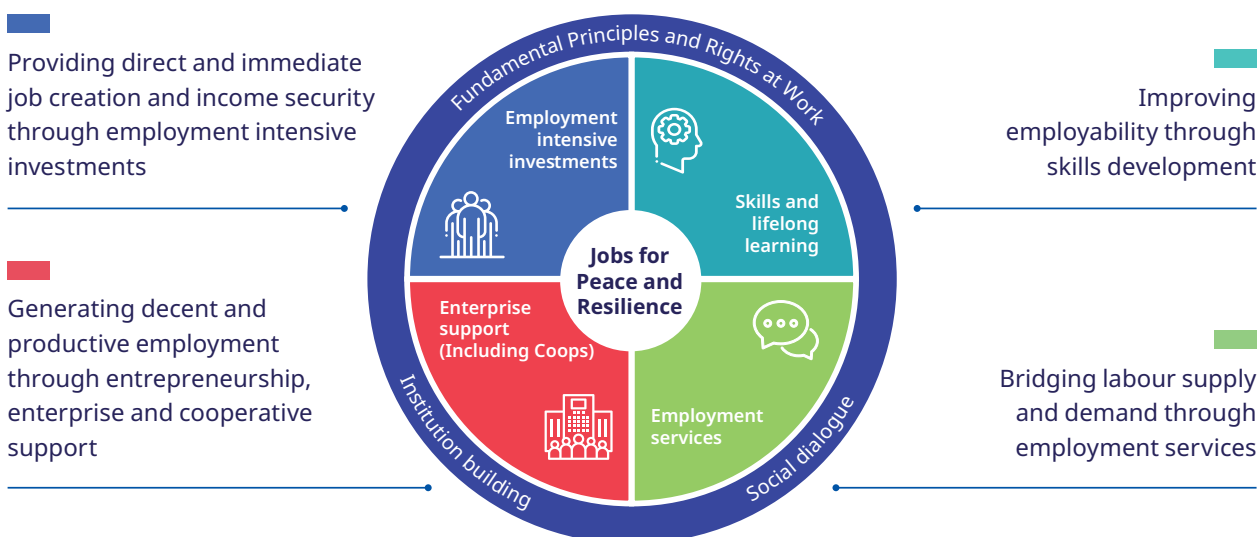 Providing direct and immediate
job creation and income security
through employment intensive
investments
Generating decent and
productive employment
through entrepreneurship,
enterprise and cooperative
support
Fundamental Principles and Rights at Work
Employment
intensive
investments
Skills and
lifelong
learning
Jobs for
Peace and
Resilience
Enterprise
support
(Including Coops)
Employment
services
Institution building
Social dialogue
Improving
employability through
skills development
Bridging labour supply
and demand through
employment services